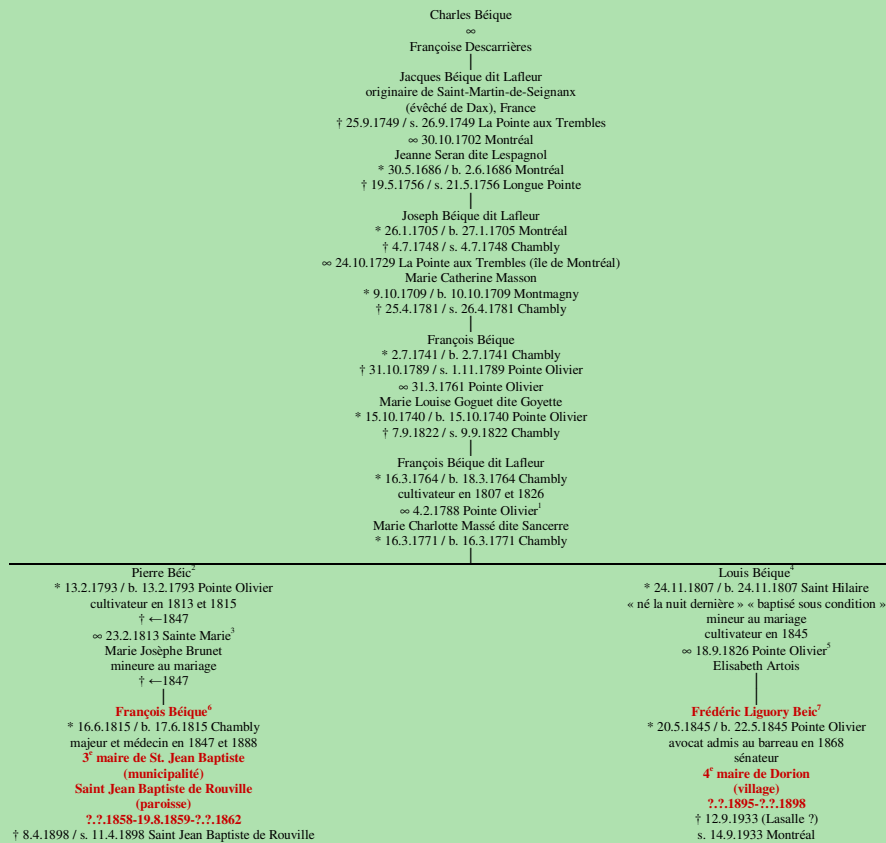 Charles Béique
∞
Françoise Descarrières
Jacques Béique dit Lafleur
originaire de Saint-Martin-de-Seignanx
(évêché de Dax), France
† 25.9.1749 / s. 26.9.1749 La Pointe aux Trembles
∞ 30.10.1702 Montréal
Jeanne Seran dite Lespagnol
* 30.5.1686 / b. 2.6.1686 Montréal
† 19.5.1756 / s. 21.5.1756 Longue Pointe
Joseph Béique dit Lafleur
* 26.1.1705 / b. 27.1.1705 Montréal
† 4.7.1748 / s. 4.7.1748 Chambly
∞ 24.10.1729 La Pointe aux Trembles (île de Montréal)
Marie Catherine Masson
* 9.10.1709 / b. 10.10.1709 Montmagny
† 25.4.1781 / s. 26.4.1781 Chambly
François Béique
* 2.7.1741 / b. 2.7.1741 Chambly
† 31.10.1789 / s. 1.11.1789 Pointe Olivier
∞ 31.3.1761 Pointe Olivier
Marie Louise Goguet dite Goyette
* 15.10.1740 / b. 15.10.1740 Pointe Olivier
† 7.9.1822 / s. 9.9.1822 Chambly
François Béique dit Lafleur
* 16.3.1764 / b. 18.3.1764 Chambly
cultivateur en 1807 et 1826
∞ 4.2.1788 Pointe Olivier¹
Marie Charlotte Massé dite Sancerre
* 16.3.1771 / b. 16.3.1771 Chambly
Pierre Béic²
* 13.2.1793 / b. 13.2.1793 Pointe Olivier
cultivateur en 1813 et 1815
† ←1847
∞ 23.2.1813 Sainte Marie³
Marie Josèphe Brunet
mineure au mariage
† ←1847
François Béique⁶
* 16.6.1815 / b. 17.6.1815 Chambly
majeur et médecin en 1847 et 1888
3ᵉ maire de St. Jean Baptiste
(municipalité)
Saint Jean Baptiste de Rouville
(paroisse)
?.?.1858-19.8.1859-?.?.1862
† 8.4.1898 / s. 11.4.1898 Saint Jean Baptiste de Rouville
Louis Béique⁴
* 24.11.1807 / b. 24.11.1807 Saint Hilaire
« né la nuit dernière » « baptisé sous condition »
mineur au mariage
cultivateur en 1845
∞ 18.9.1826 Pointe Olivier⁵
Elisabeth Artois
Frédéric Liguory Beic⁷
* 20.5.1845 / b. 22.5.1845 Pointe Olivier
avocat admis au barreau en 1868
sénateur
4ᵉ maire de Dorion
(village)
?.?.1895-?.?.1898
† 12.9.1933 (Lasalle ?)
s. 14.9.1933 Montréal